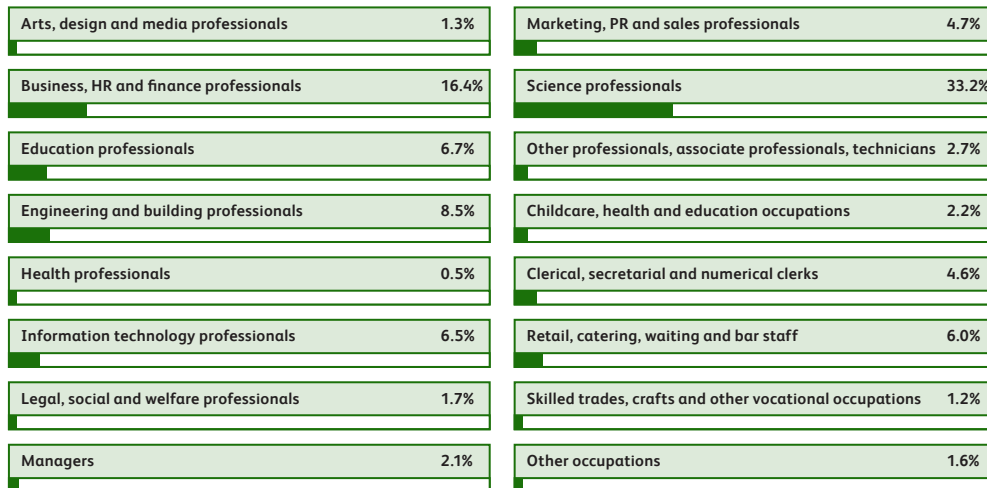 Arts, design and media professionals 1.3%
Business, HR and finance professionals 16.4%
Education professionals 6.7%
Engineering and building professionals 8.5%
Health professionals 0.5%
Information technology professionals 6.5%
Legal, social and welfare professionals 1.7%
Managers 2.1%
Marketing, PR and sales professionals 4.7%
Science professionals 33.2%
Other professionals, associate professionals, technicians 2.7%
Childcare, health and education occupations 2.2%
Clerical, secretarial and numerical clerks 4.6%
Retail, catering, waiting and bar staff 6.0%
Skilled trades, crafts and other vocational occupations 1.2%
Other occupations 1.6%